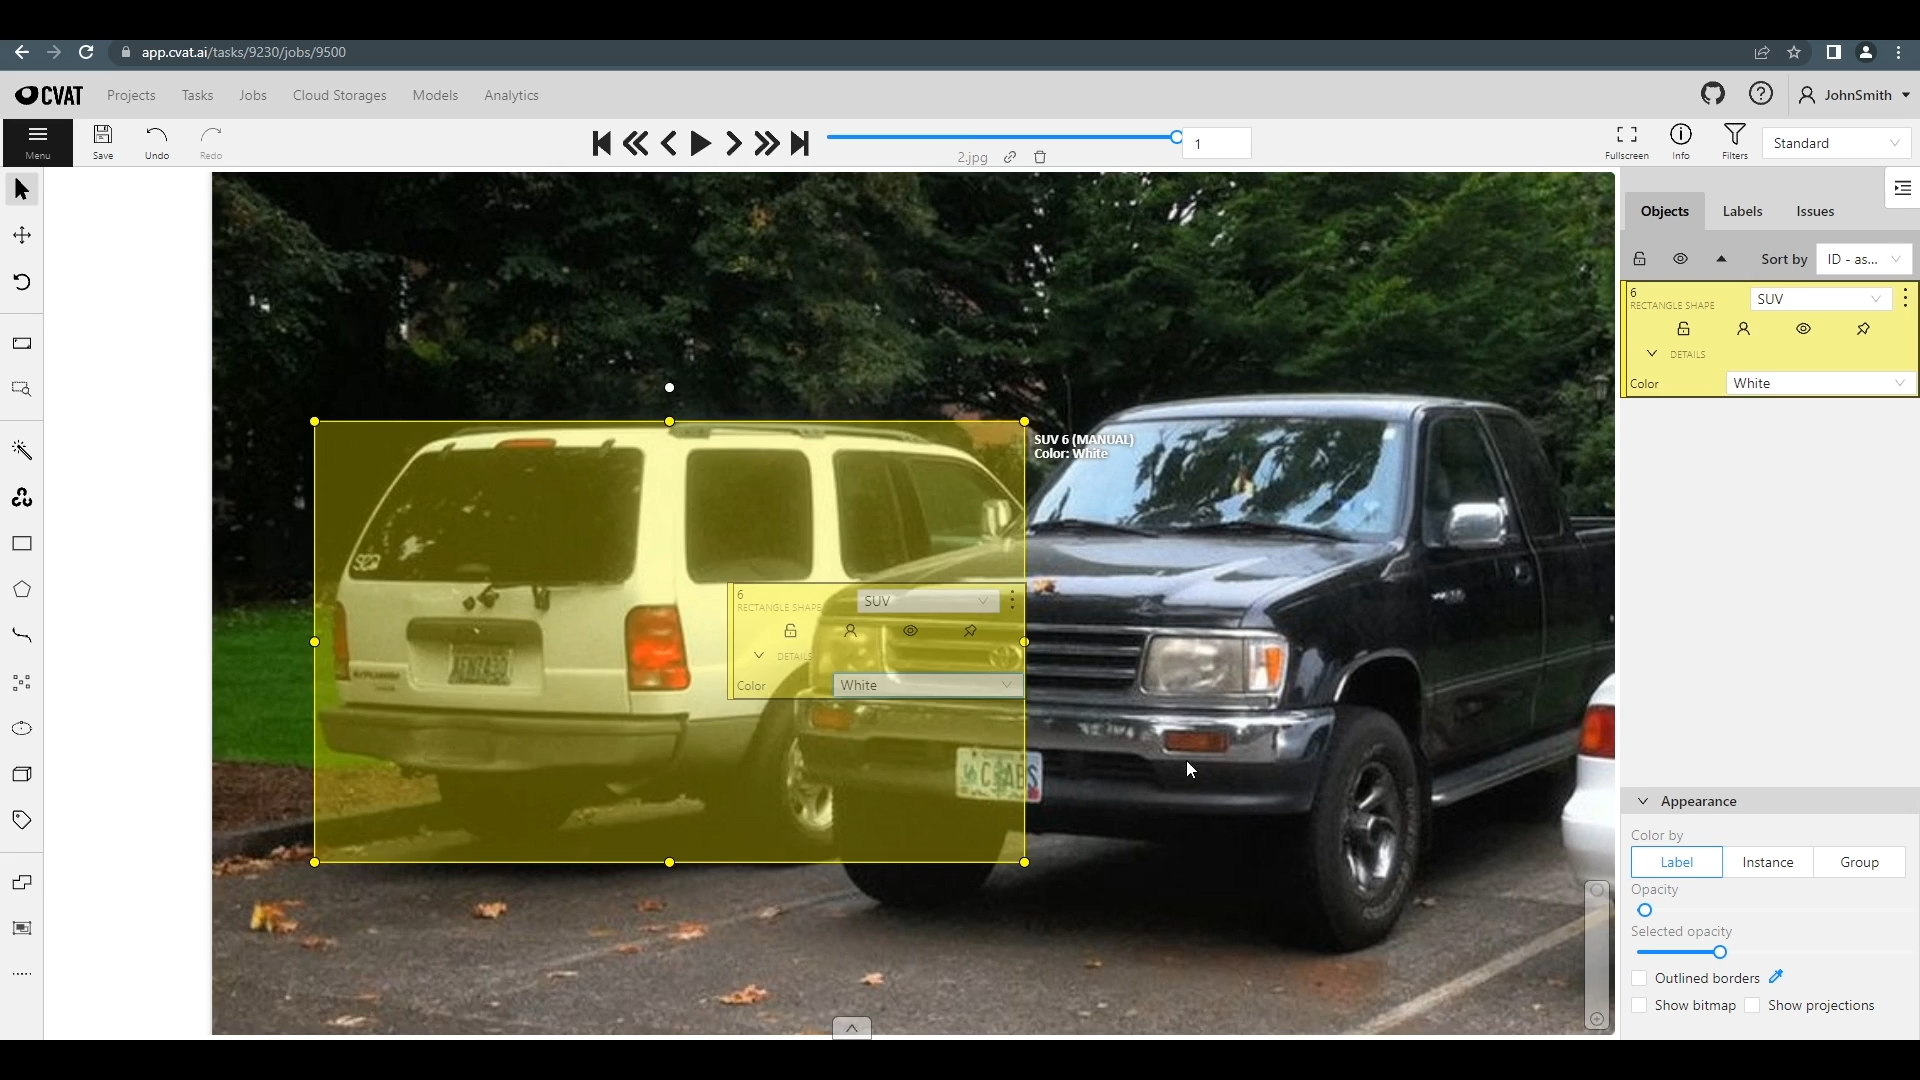 app.cvat.ai/tasks/9230/jobs/9500
CVAT Projects Tasks Jobs Cloud Storages Models Analytics JohnSmith
Menu Save Undo Redo 1 Fullscreen Info Filters Standard
2.jpg
Objects Labels Issues
Sort by ID - as...
6
RECTANGLE SHAPE SUV
DETAILS
Color White
SUV 6 (MANUAL)
Color: White
6
RECTANGLE SHAPE SUV
DETAILS
Color White
Appearance
Color by
Label Instance Group
Opacity
Selected opacity
Outlined borders
Show bitmap Show projections